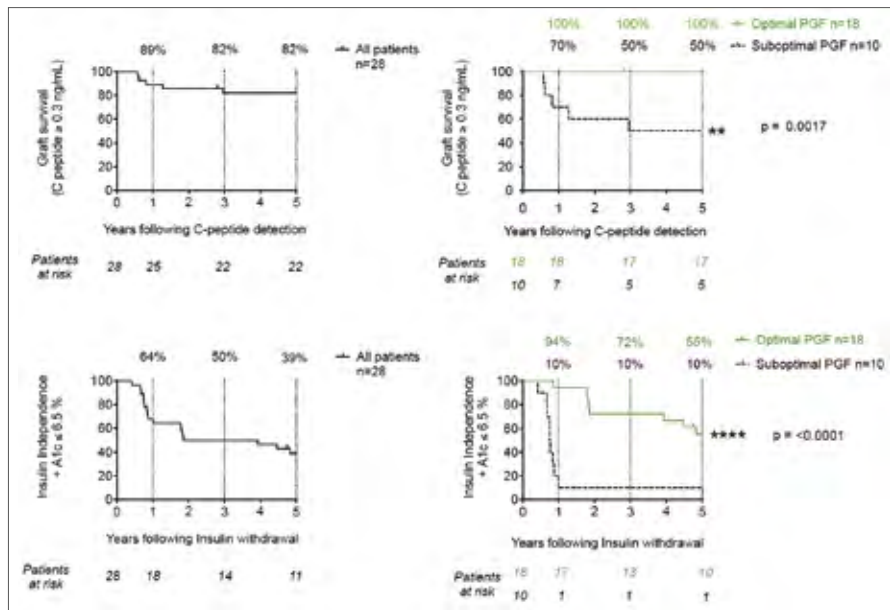 89% 82% 82% All patients
n=28
Graft survival
(C peptide ≥ 0.3 ng/mL)
100
80
60
40
20
0
0 1 2 3 4 5
Years following C-peptide detection
Patients
at risk
28 25 22 22
100% 100% 100% Optimal PGF n=18
70% 50% 50% Suboptimal PGF n=10
Graft survival
(C peptide ≥ 0.3 ng/mL)
100
80
60
40
20
0
** p = 0.0017
0 1 2 3 4 5
Years following C-peptide detection
Patients
at risk
18 18 17 17
10 7 5 5
64% 50% 39% All patients
n=28
Insulin Independence
+ A1c ≤ 6.5 %
100
80
60
40
20
0
0 1 2 3 4 5
Years following Insulin withdrawal
Patients
at risk
28 18 14 11
94% 72% 55% Optimal PGF n=18
10% 10% 10% Suboptimal PGF n=10
Insulin Independence
+ A1c ≤ 6.5 %
100
80
60
40
20
0
**** p = <0.0001
0 1 2 3 4 5
Years following Insulin withdrawal
Patients
at risk
18 17 13 10
10 1 1 1